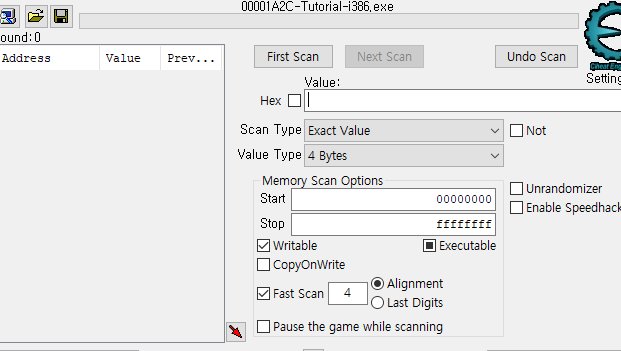 00001A2C-Tutorial-i386.exe
ound:0
Address Value Prev...
First Scan Next Scan Undo Scan
Value:
Hex
Scan Type Exact Value Not
Value Type 4 Bytes
Memory Scan Options
Start 00000000
Stop ffffffff
Unrandomizer
Enable Speedhack
Writable Executable
CopyOnWrite
Fast Scan 4 Alignment
Last Digits
Pause the game while scanning
Cheat Eng
Setting